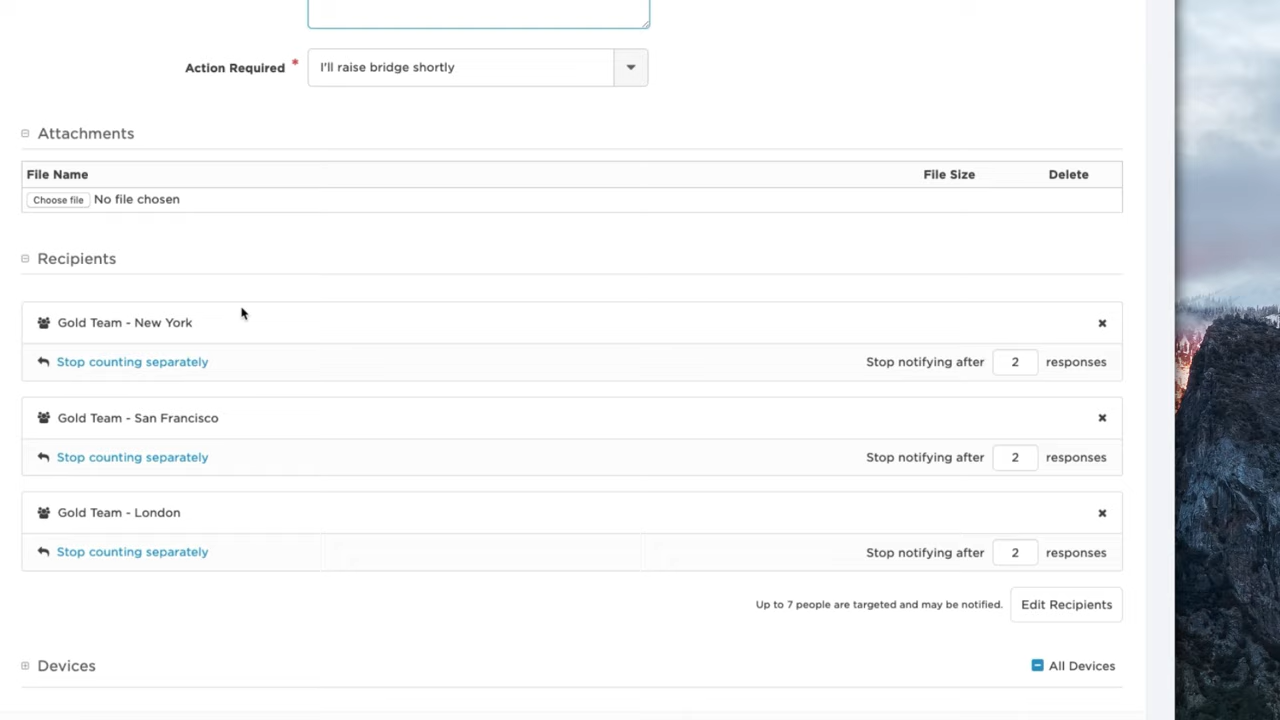 Action Required * I'll raise bridge shortly
Attachments
File Name File Size Delete
Choose file No file chosen
Recipients
Gold Team - New York
Stop counting separately Stop notifying after 2 responses
Gold Team - San Francisco
Stop counting separately Stop notifying after 2 responses
Gold Team - London
Stop counting separately Stop notifying after 2 responses
Up to 7 people are targeted and may be notified. Edit Recipients
Devices All Devices